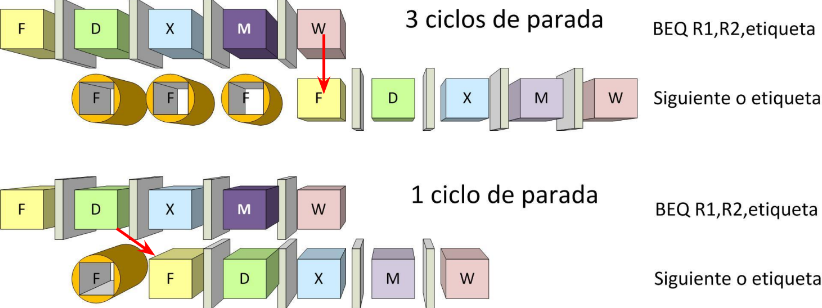 3 ciclos de parada
F D X M W BEQ R1,R2,etiqueta
F F F F D X M W Siguiente o etiqueta
1 ciclo de parada
F D X M W BEQ R1,R2,etiqueta
F F D X M W Siguiente o etiqueta